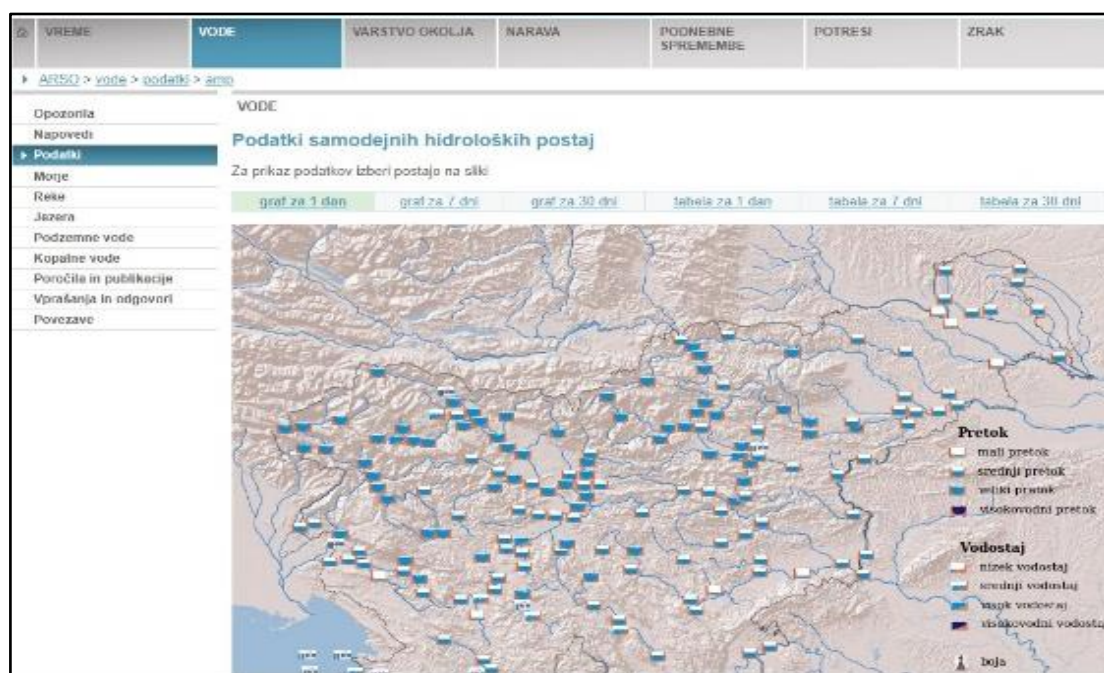 VREME
VODE
VARSTVO OKOLJA
NARAVA
PODNEBNE
SPREMEMBE
POTRESI
ZRAK
ARSO > vode > podatki > amp
Opozorila
Napovedi
Podatki
Morje
Reke
Jezera
Podzemne vode
Kopalne vode
Poročila in publikacije
Vprašanja in odgovori
Povezave
VODE
Podatki samodejnih hidroloških postaj
Za prikaz podatkov izberi postajo na sliki
graf za 1 dan
graf za 7 dni
graf za 30 dni
tabela za 1 dan
tabela za 7 dni
tabela za 30 dni
Pretok
mali pretok
srednji pretok
veliki pretok
visokovodni pretok
Vodostaj
nizek vodostaj
srednji vodostaj
visok vodostaj
visokovodni vodostaj
boja